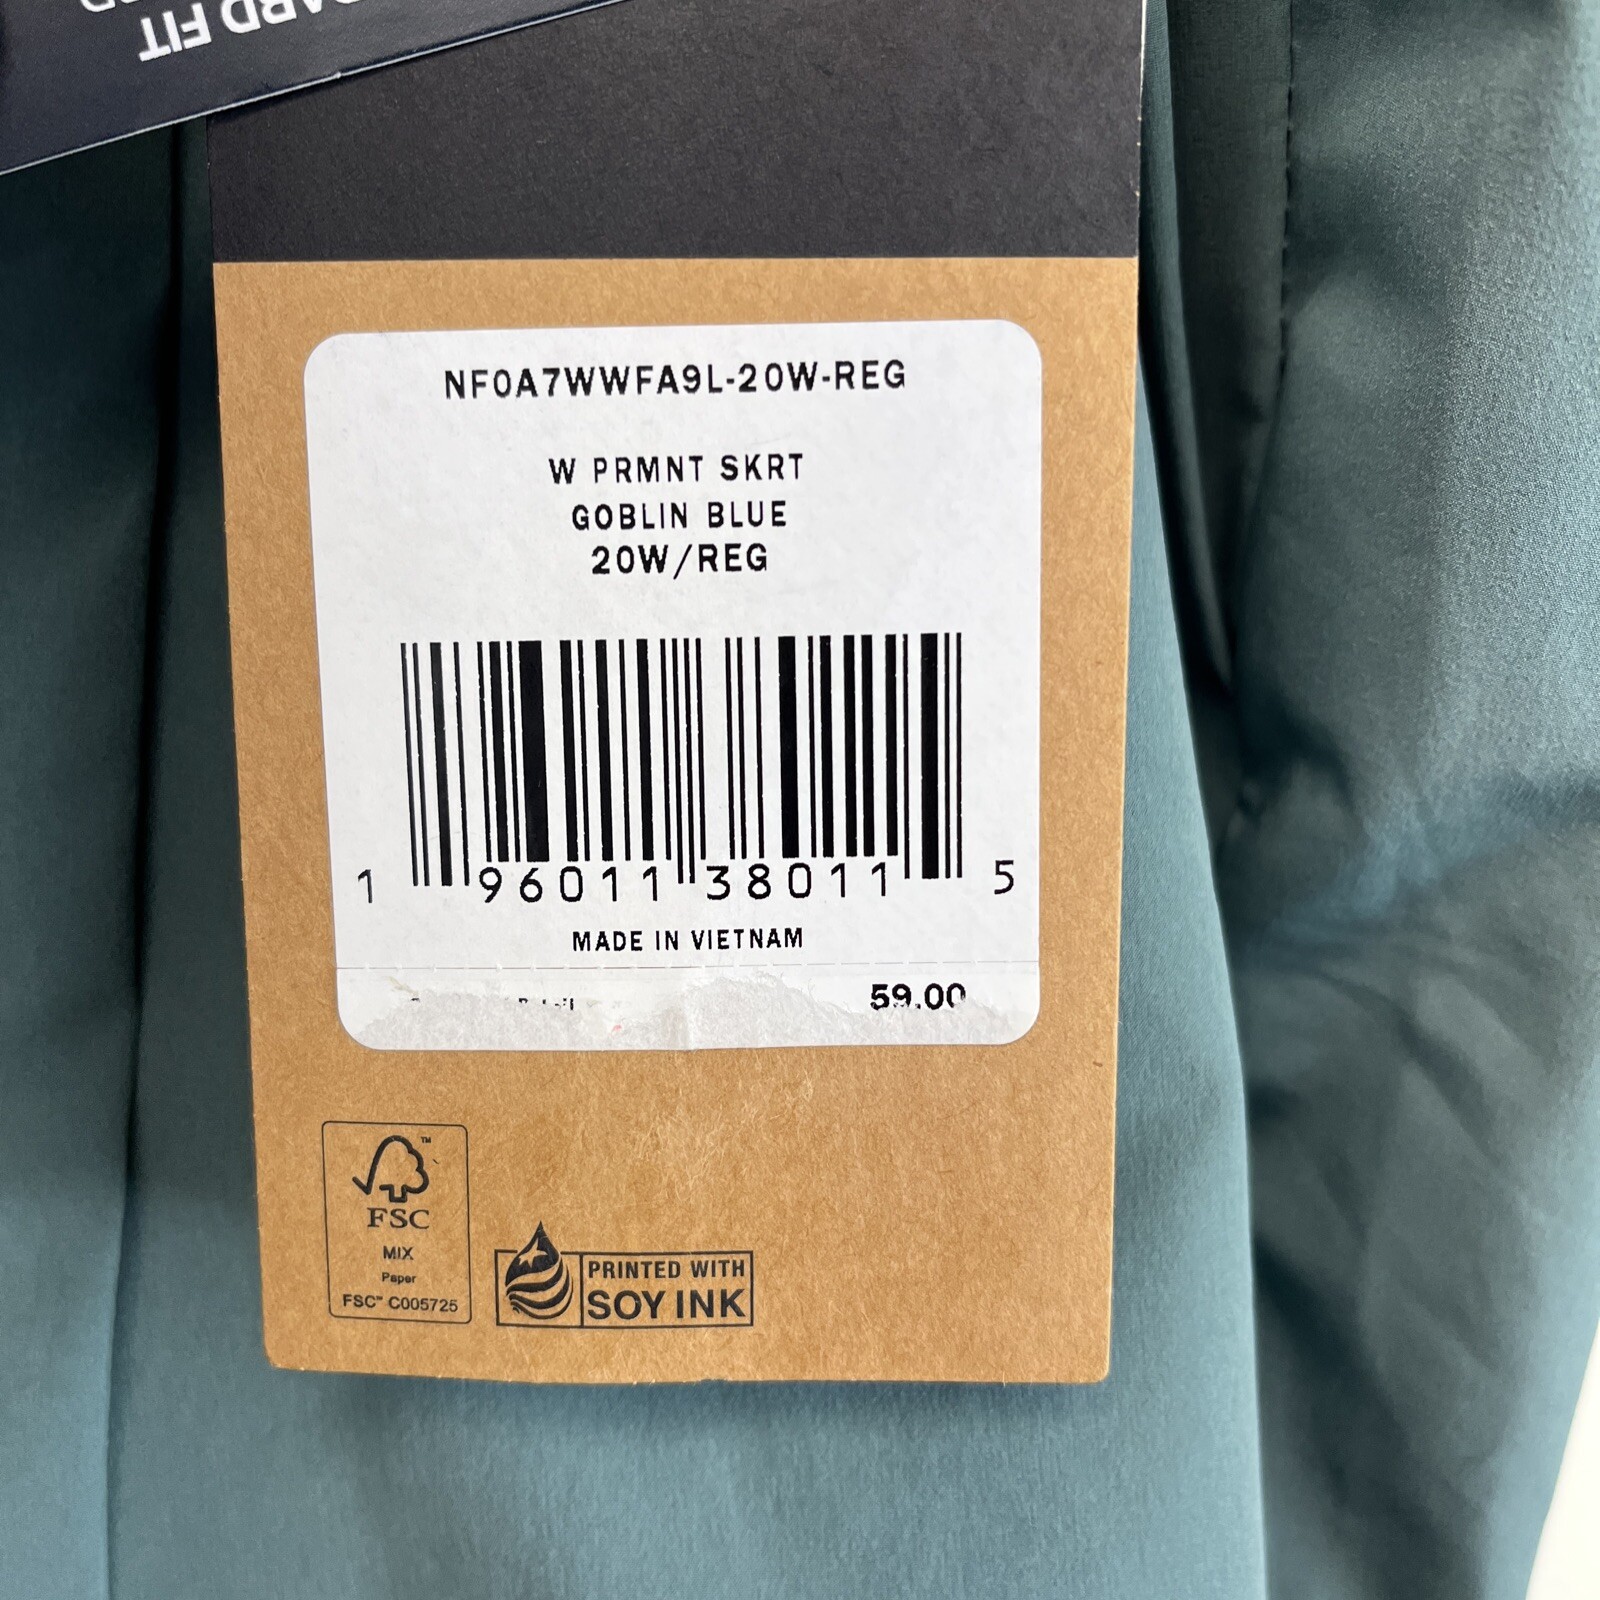 FIT
NF0A7WWFA9L-20W-REG
W PRMNT SKRT
GOBLIN BLUE
20W/REG
1 96011 38011 5
MADE IN VIETNAM
59.00
FSC
MIX
Paper
FSC™ C005725
PRINTED WITH
SOY INK